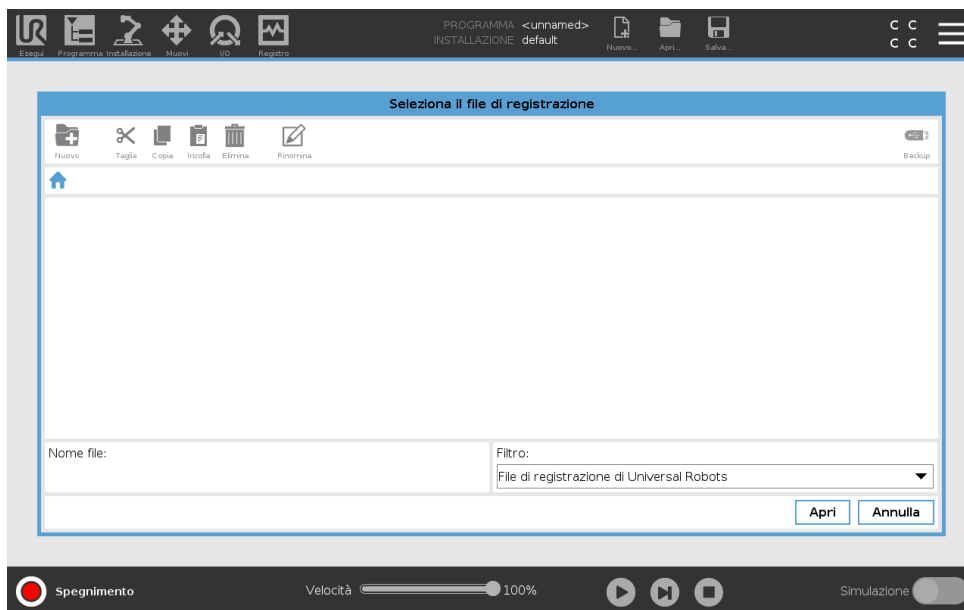 PROGRAMMA <unnamed>
INSTALLAZIONE default
Esegui Programma Installazione Muovi I/O Registro
Nuovo... Apri... Salva...
C C
C C
Seleziona il file di registrazione
Nuovo Taglia Copia Incolla Elimina Rinomina Backup
Nome file:
Filtro:
File di registrazione di Universal Robots
Apri Annulla
Spegnimento Velocità 100% Simulazione